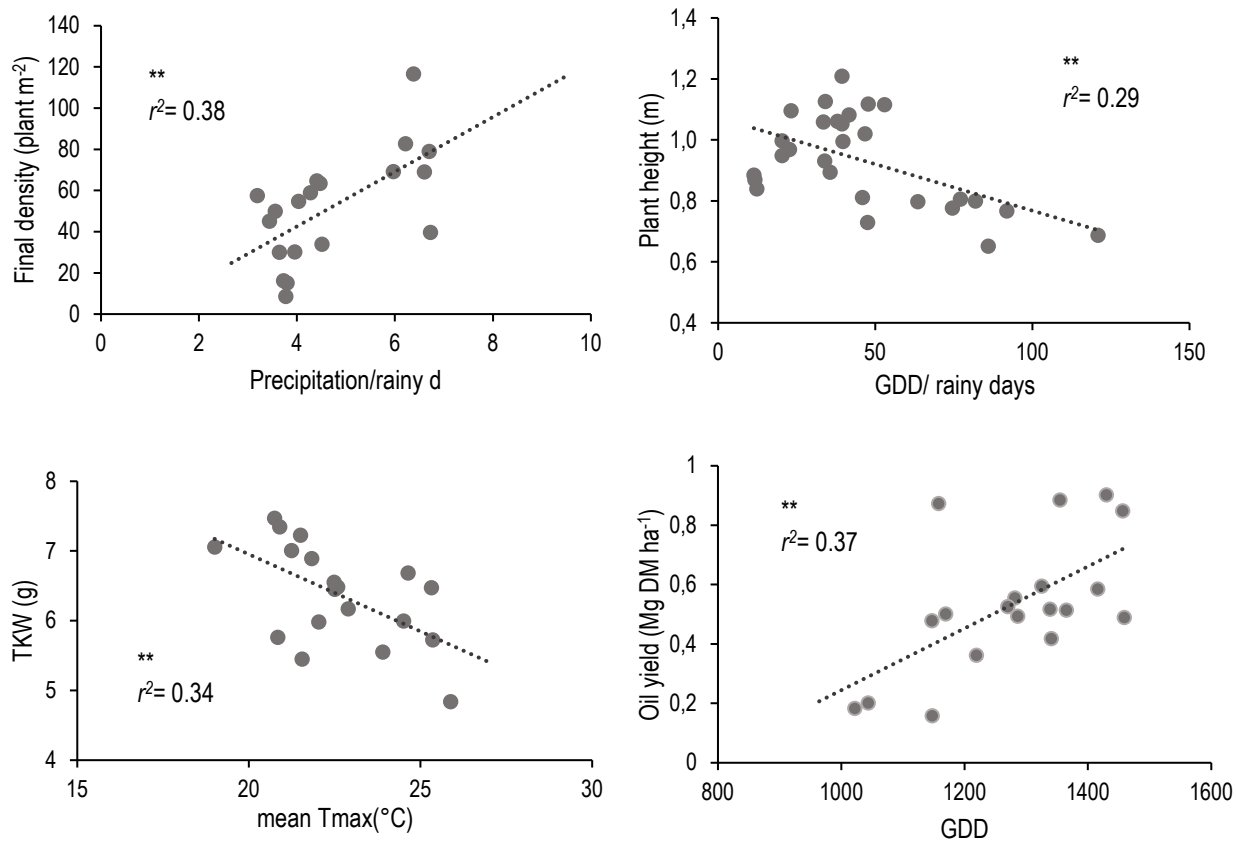 Final density (plant m-2)
140
120
100
80
60
40
20
0
**
r2= 0.38
0 2 4 6 8 10
Precipitation/rainy d
Plant height (m)
1,4
1,2
1,0
0,8
0,6
0,4
**
r2= 0.29
0 50 100 150
GDD/ rainy days
TKW (g)
8
7
6
5
4
**
r2= 0.34
15 20 25 30
mean Tmax(°C)
Oil yield (Mg DM ha-1)
1
0,8
0,6
0,4
0,2
0
**
r2= 0.37
800 1000 1200 1400 1600
GDD